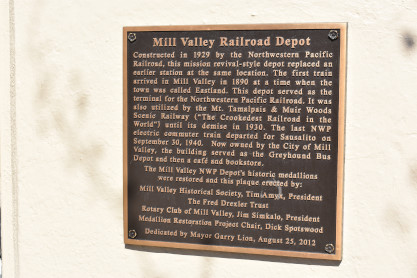 Mill Valley Railroad Depot
Constructed in 1929 by the Northwestern Pacific
Railroad, this mission revival-style depot replaced an
earlier station at the same location. The first train
arrived in Mill Valley in 1890 at a time when the
town was called Eastland. This depot served as the
terminal for the Northwestern Pacific Railroad. It was
also utilized by the Mt. Tamalpais & Muir Woods
Scenic Railway ("The Crookedest Railroad in the
World") until its demise in 1930. The last NWP
electric commuter train departed for Sausalito on
September 30, 1940. Now owned by the City of Mill
Valley, the building served as the Greyhound Bus
Depot and then a café and bookstore.
The Mill Valley NWP Depot's historic medallions
were restored and this plaque erected by:
Mill Valley Historical Society, Tim Amyx, President
The Fred Drexler Trust
Rotary Club of Mill Valley, Jim Simkalo, President
Medallion Restoration Project Chair, Dick Spotswood
Dedicated by Mayor Garry Lion, August 25, 2012